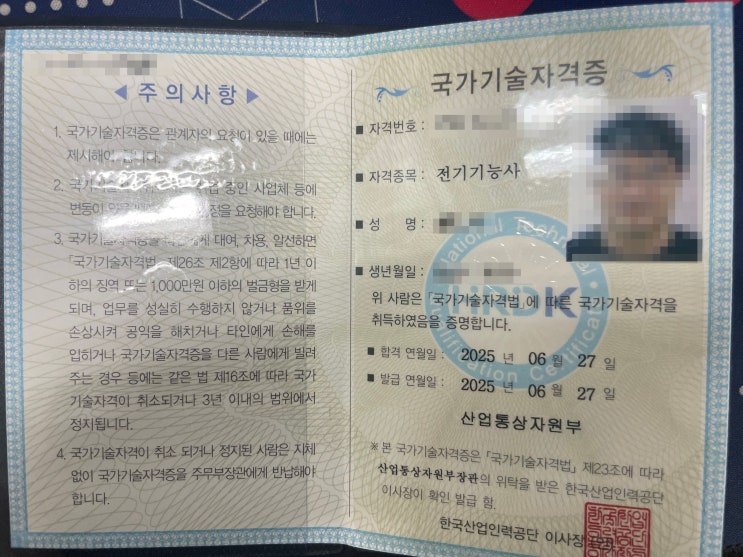 ◀ 주의사항 ▶
1. 국가기술자격증은 관계자의 요청이 있을 때에는
제시해야 합니다.
2. 국가 중인 사업체 등에
변동이 정을 요청해야 합니다.
3. 국가기술자격증을 대여, 차용, 알선하면
「국가기술자격법」제26조 제2항에 따라 1년 이
하의 징역 또는 1,000만원 이하의 벌금형을 받게
되며, 업무를 성실히 수행하지 않거나 품위를
손상시켜 공익을 해치거나 타인에게 손해를
입히거나 국가기술자격증을 다른 사람에게 빌려
주는 경우 등에는 같은 법 제16조에 따라 국가
기술자격이 취소되거나 3년 이내의 범위에서
정지됩니다.
4. 국가기술자격이 취소 되거나 정지된 사람은 지체
없이 국가기술자격증을 주무부장관에게 반납해야
합니다.
국가기술자격증
■ 자격번호 :
■ 자격종목 : 전기기능사
■ 성 명 :
■ 생년월일 :
위 사람은 「국가기술자격법」에 따른 국가기술자격을
취득하였음을 증명합니다.
■ 합격 연월일 : 2025 년 06 월 27 일
■ 발급 연월일 : 2025 년 06 월 27 일
산업통상자원부
※ 본 국가기술자격증은 「국가기술자격법」 제23조에 따라
산업통상자원부장관의 위탁을 받은 한국산업인력공단
이사장이 확인 발급 함.
한국산업인력공단 이사장
National Technical
HRDK
Qualification Certificate